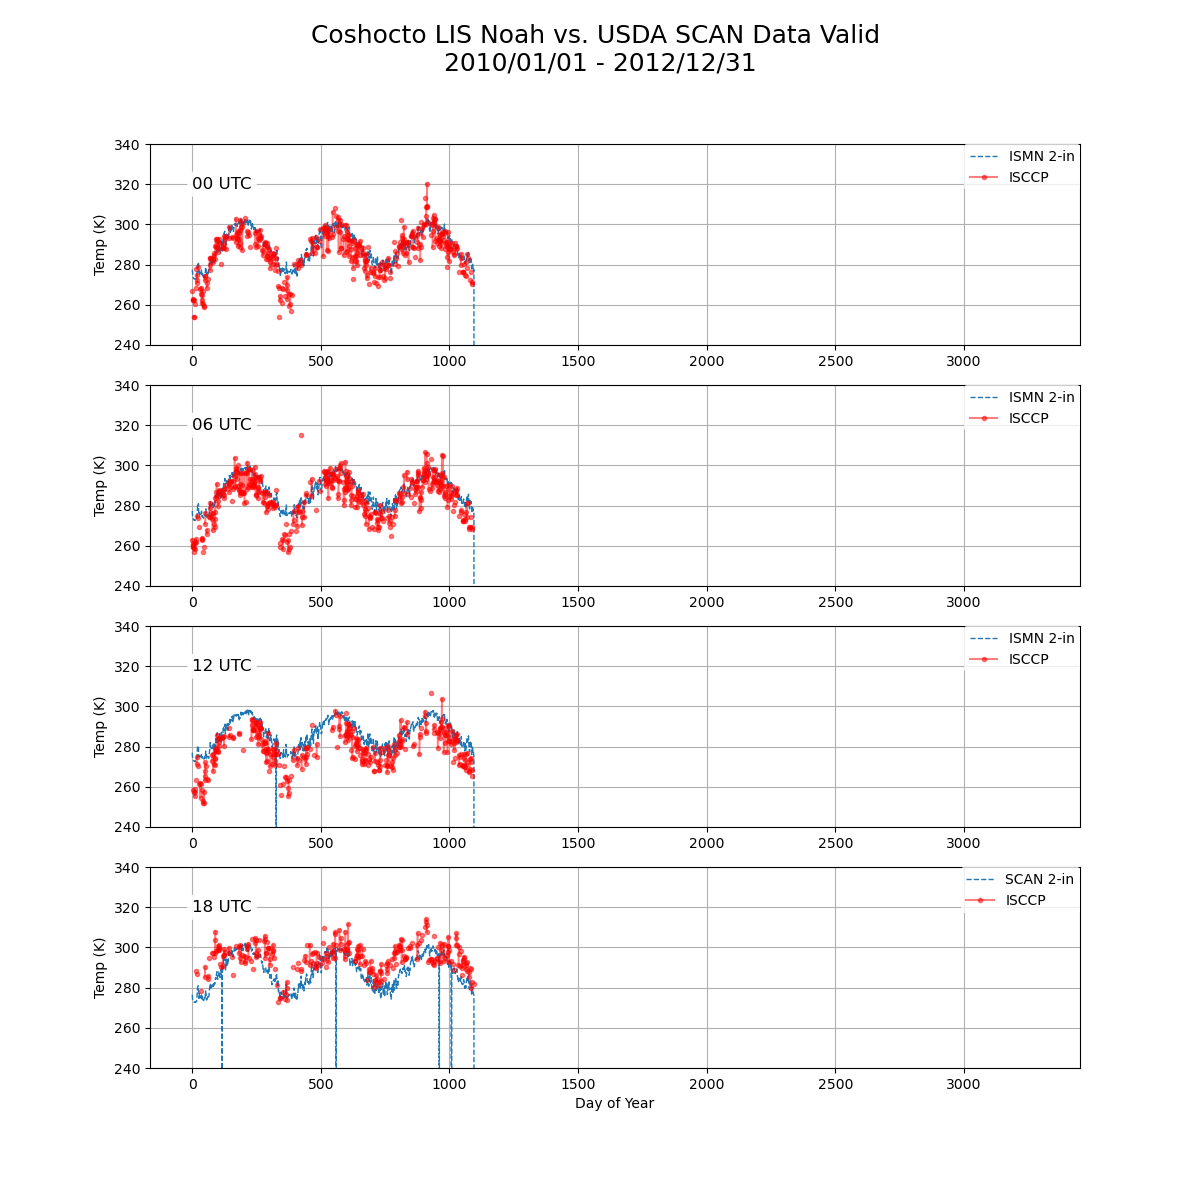 Coshocto LIS Noah vs. USDA SCAN Data Valid
2010/01/01 - 2012/12/31
340
320
300
280
260
240
Temp (K)
00 UTC
ISMN 2-in
ISCCP
0 500 1000 1500 2000 2500 3000
340
320
300
280
260
240
Temp (K)
06 UTC
ISMN 2-in
ISCCP
0 500 1000 1500 2000 2500 3000
340
320
300
280
260
240
Temp (K)
12 UTC
ISMN 2-in
ISCCP
0 500 1000 1500 2000 2500 3000
340
320
300
280
260
240
Temp (K)
18 UTC
SCAN 2-in
ISCCP
0 500 1000 1500 2000 2500 3000
Day of Year